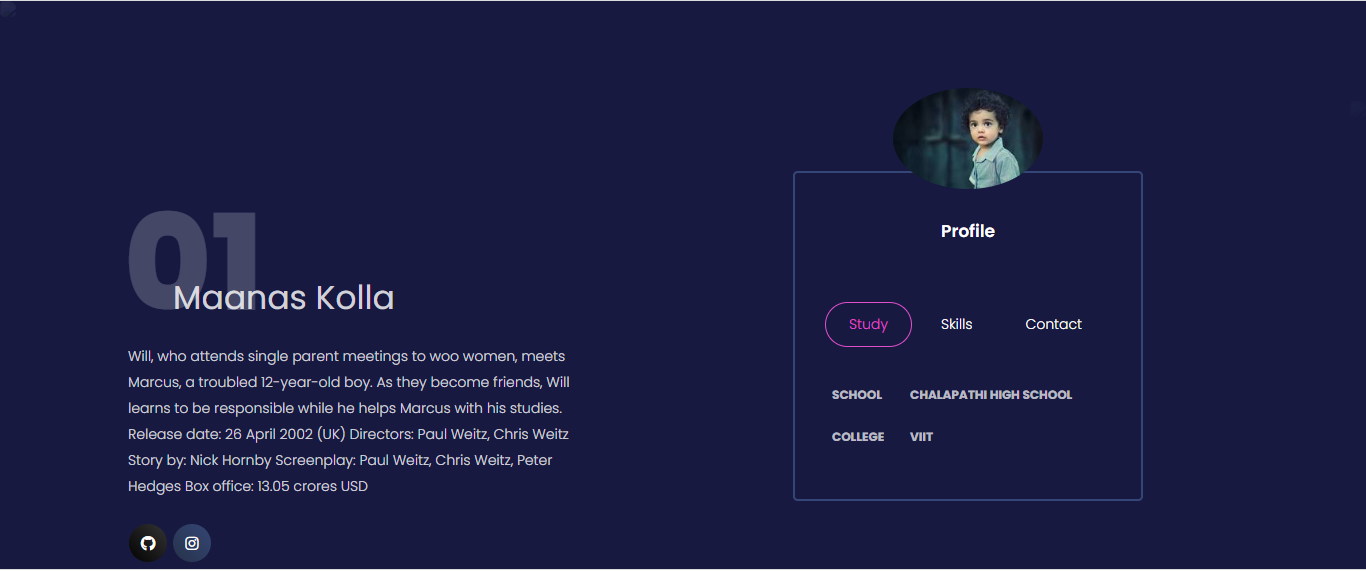 01
Maanas Kolla
Will, who attends single parent meetings to woo women, meets
Marcus, a troubled 12-year-old boy. As they become friends, Will
learns to be responsible while he helps Marcus with his studies.
Release date: 26 April 2002 (UK) Directors: Paul Weitz, Chris Weitz
Story by: Nick Hornby Screenplay: Paul Weitz, Chris Weitz, Peter
Hedges Box office: 13.05 crores USD
Profile
Study Skills Contact
SCHOOL CHALAPATHI HIGH SCHOOL
COLLEGE VIIT